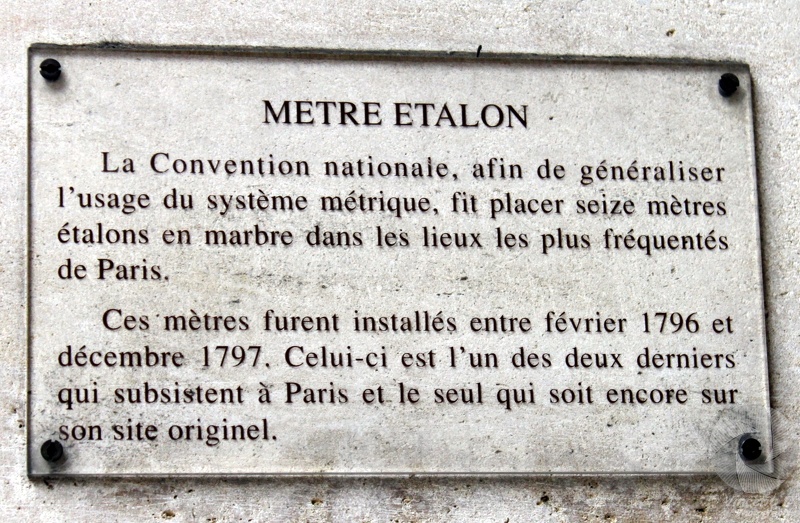 METRE ETALON
La Convention nationale, afin de généraliser
l'usage du système métrique, fit placer seize mètres
étalons en marbre dans les lieux les plus fréquentés
de Paris.
Ces mètres furent installés entre février 1796 et
décembre 1797. Celui-ci est l'un des deux derniers
qui subsistent à Paris et le seul qui soit encore sur
son site originel.